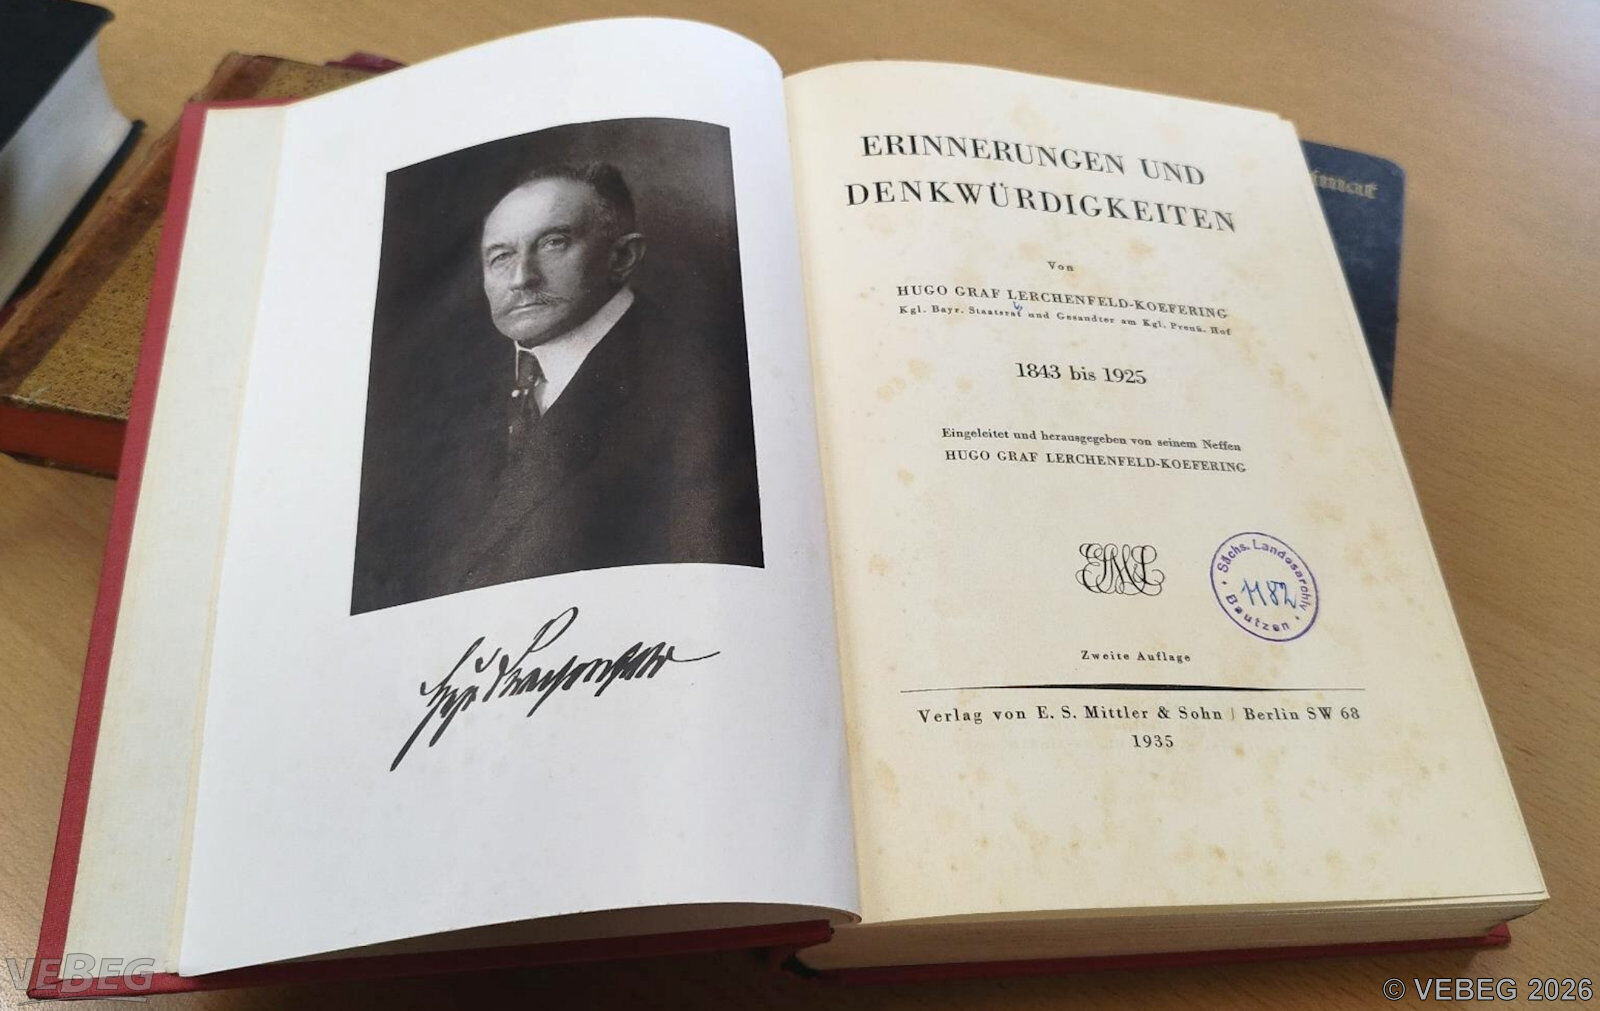 ERINNERUNGEN UND
DENKWÜRDIGKEITEN
Von
HUGO GRAF LERCHENFELD-KOEFERING
Kgl. Bayr. Staatsrat und Gesandter am Kgl. Preuß. Hof
1843 bis 1925
Eingeleitet und herausgegeben von seinem Neffen
HUGO GRAF LERCHENFELD-KOEFERING
Sächs. Landesarchiv
1182
Bautzen
Zweite Auflage
Verlag von E. S. Mittler & Sohn / Berlin SW 68
1935
VEBEG
© VEBEG 2026